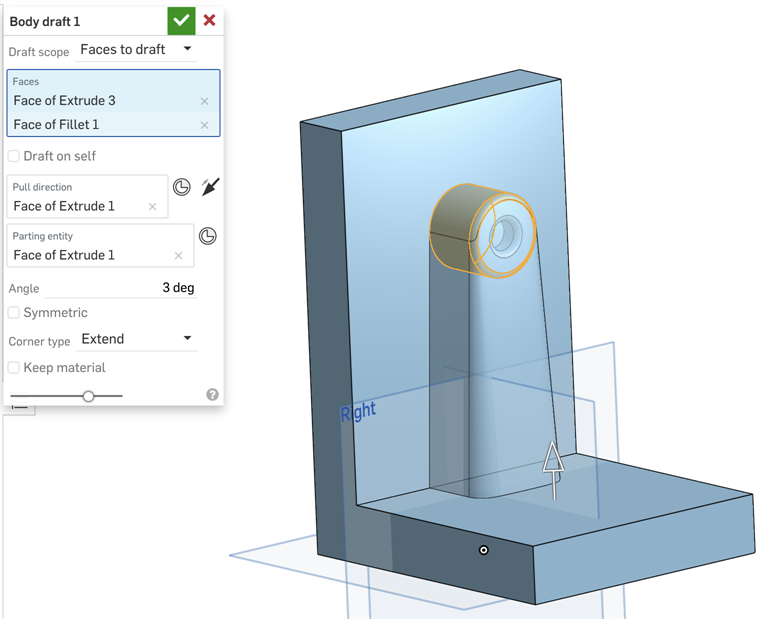 Body draft 1
Draft scope Faces to draft
Faces
Face of Extrude 3
Face of Fillet 1
Draft on self
Pull direction
Face of Extrude 1
Parting entity
Face of Extrude 1
Angle 3 deg
Symmetric
Corner type Extend
Keep material
?
Right